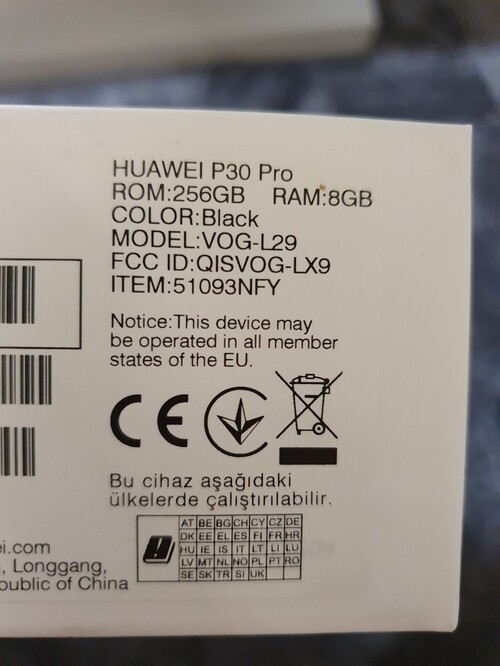 HUAWEI P30 Pro
ROM:256GB RAM:8GB
COLOR:Black
MODEL:VOG-L29
FCC ID:QISVOG-LX9
ITEM:51093NFY
Notice:This device may
be operated in all member
states of the EU.
CE
Bu cihaz aşağıdaki
ülkelerde çalıştırılabilir.
AT BE BG CH CY CZ DE
DK EE EL ES FI FR HR
HU IE IS IT LT LI LU
LV MT NL NO PL PT RO
SE SK TR SI UK
ei.com
, Longgang,
public of China